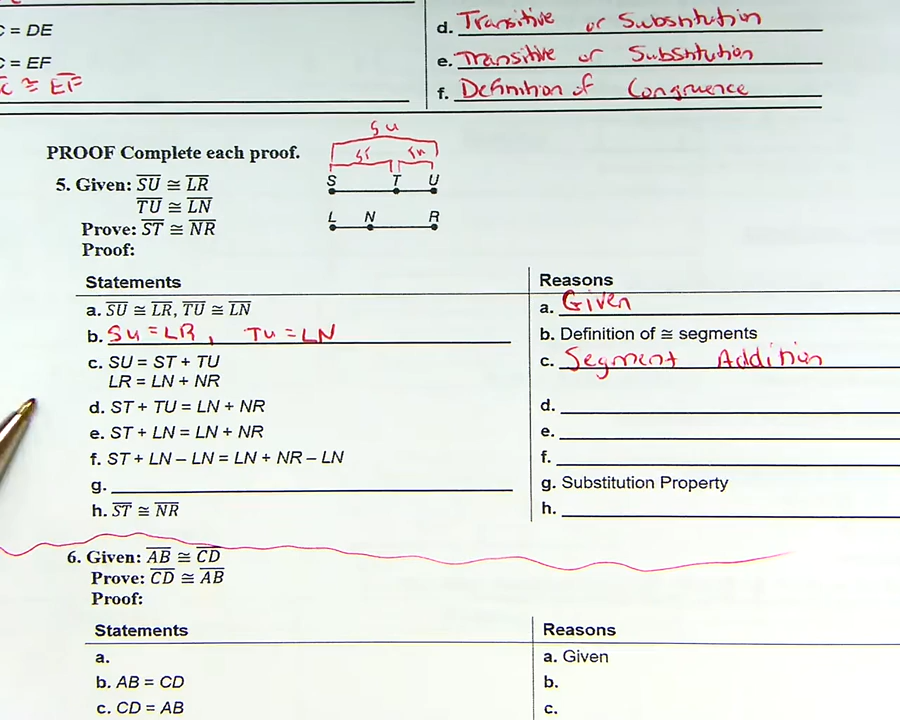 C = DE
d. Transitive or Substitution
C = EF
e. Transitive or Substitution
C ≅ EF
f. Definition of Congruence
SU
PROOF Complete each proof.
ST TU
5. Given: SU ≅ LR
S T U
TU ≅ LN
L N R
Prove: ST ≅ NR
Proof:
Statements Reasons
a. SU ≅ LR, TU ≅ LN a. Given
b. SU = LR, TU = LN b. Definition of ≅ segments
c. SU = ST + TU c. Segment Addition
LR = LN + NR
d. ST + TU = LN + NR d.
e. ST + LN = LN + NR e.
f. ST + LN – LN = LN + NR – LN f.
g. g. Substitution Property
h. ST ≅ NR h.
6. Given: AB ≅ CD
Prove: CD ≅ AB
Proof:
Statements Reasons
a. a. Given
b. AB = CD b.
c. CD = AB c.